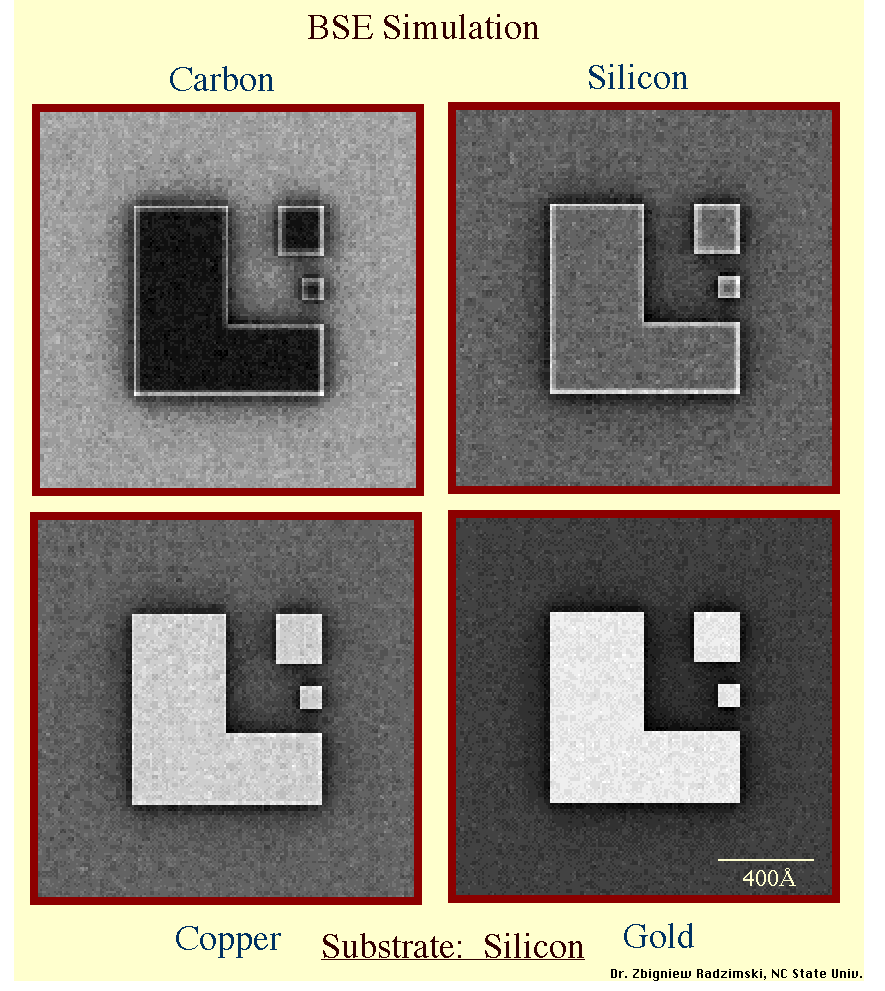 BSE Simulation
Carbon
Silicon
400Å
Copper
Substrate: Silicon
Gold
Dr. Zbigniew Radzimski, NC State Univ.